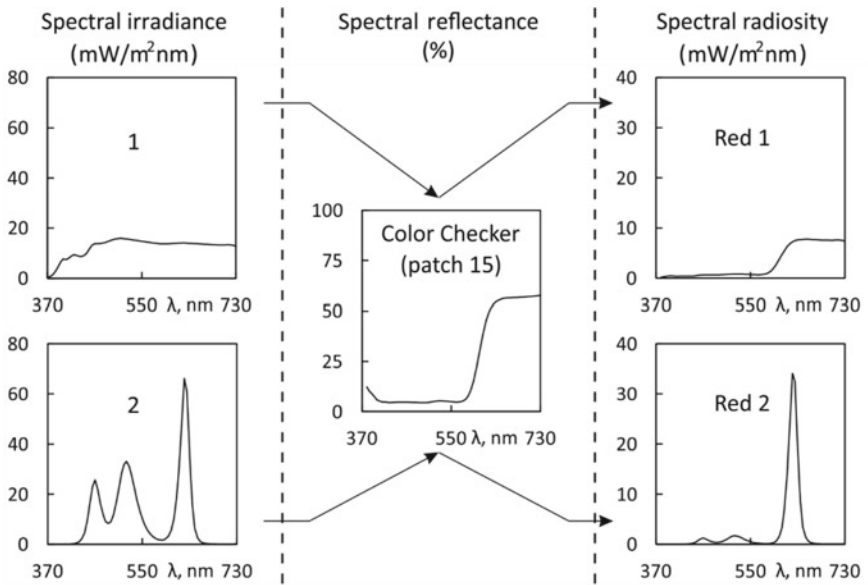 Spectral irradiance
(mW/m²nm)
Spectral reflectance
(%)
Spectral radiosity
(mW/m²nm)
80
60
40
20
0
1
370 550 λ, nm 730
80
60
40
20
0
2
370 550 λ, nm 730
100
75
50
25
0
Color Checker
(patch 15)
370 550 λ, nm 730
40
30
20
10
0
Red 1
370 550 λ, nm 730
40
30
20
10
0
Red 2
370 550 λ, nm 730